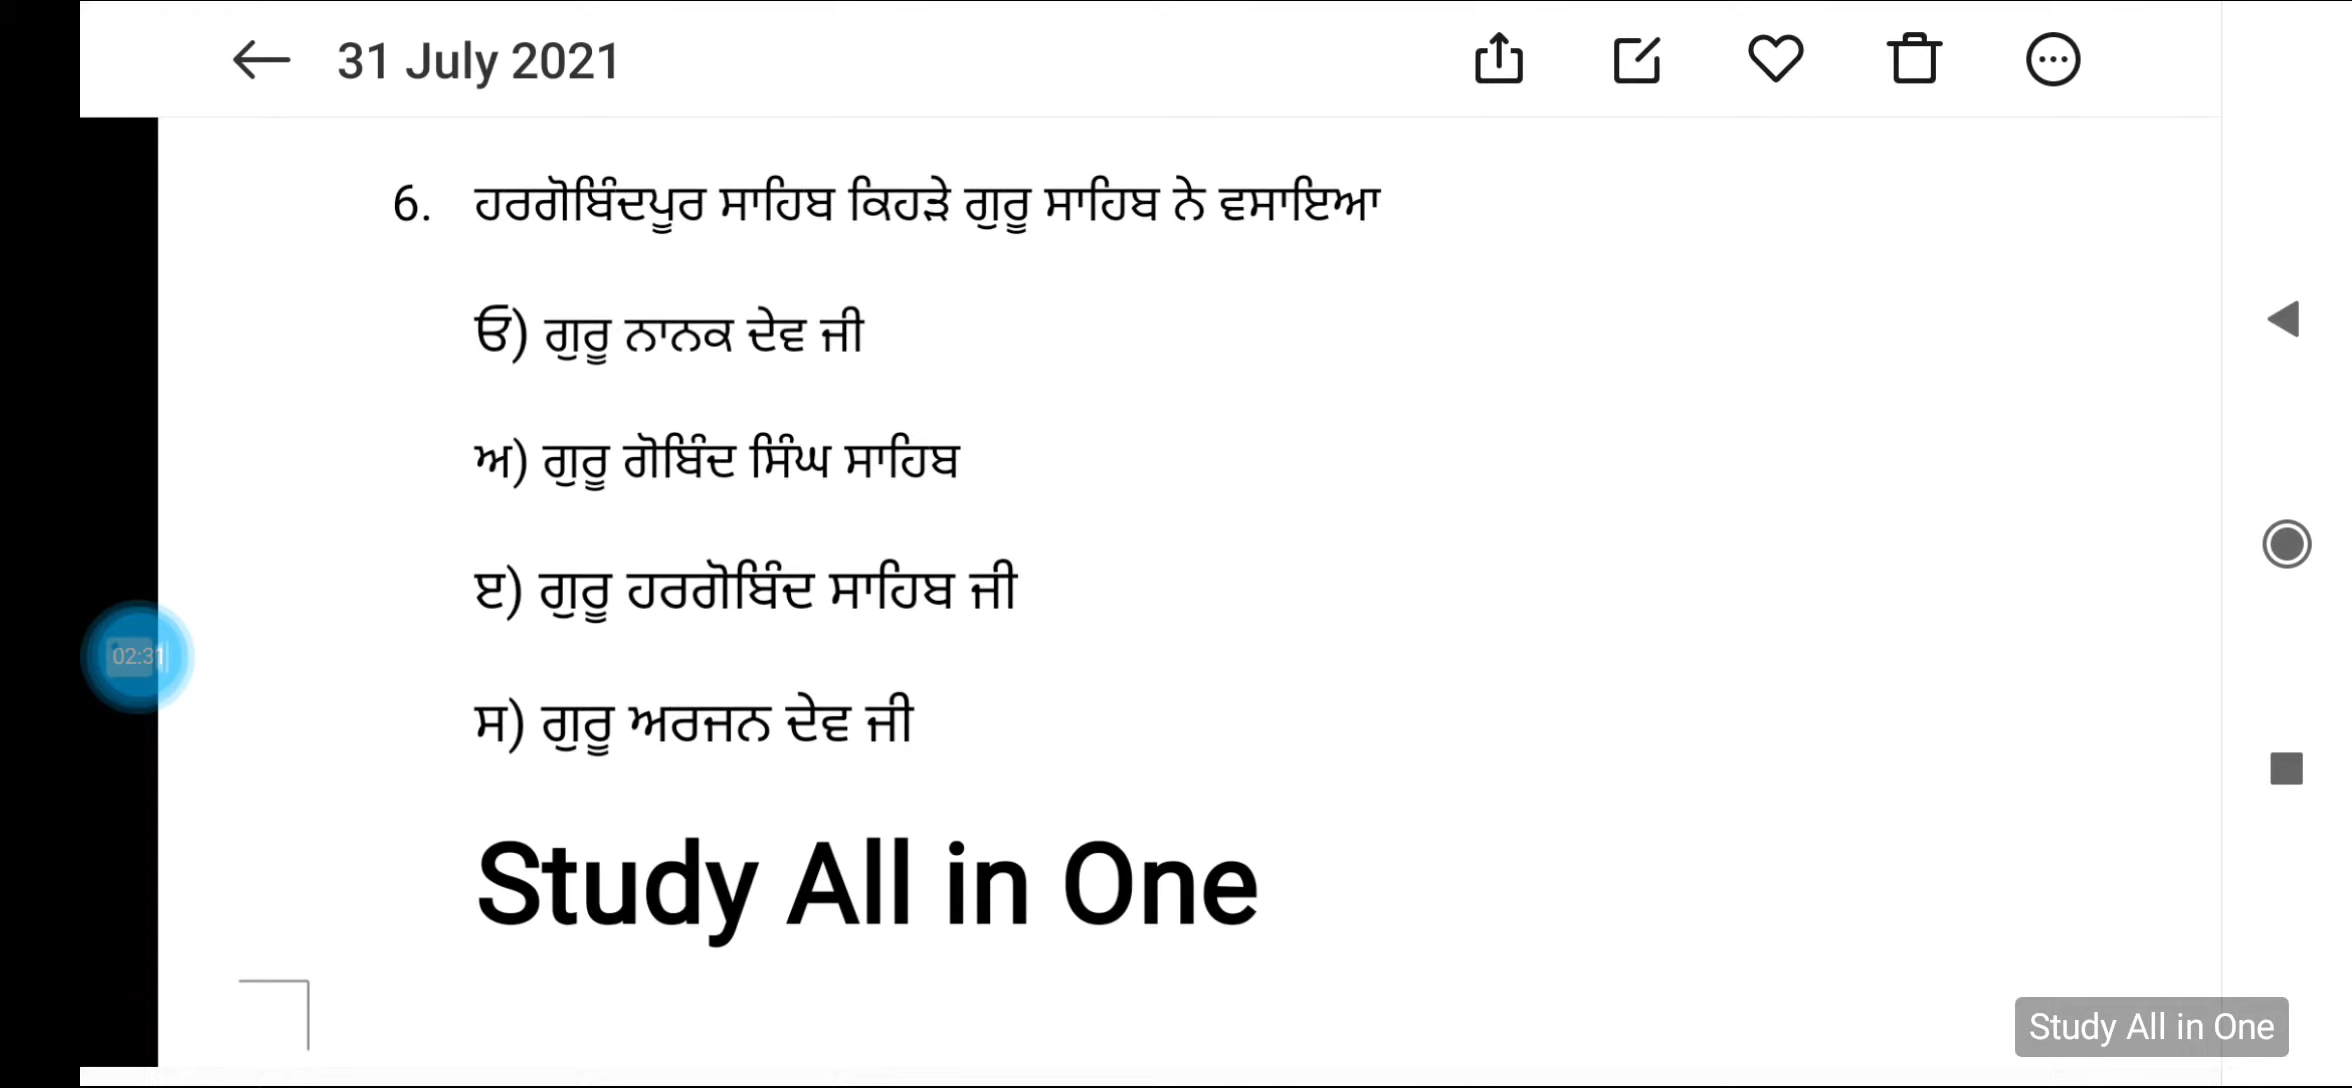 31 July 2021
6. ਹਰਗੋਬਿੰਦਪੂਰ ਸਾਹਿਬ ਕਿਹੜੇ ਗੁਰੂ ਸਾਹਿਬ ਨੇ ਵਸਾਇਆ
ਓ) ਗੁਰੂ ਨਾਨਕ ਦੇਵ ਜੀ
ਅ) ਗੁਰੂ ਗੋਬਿੰਦ ਸਿੰਘ ਸਾਹਿਬ
ੲ) ਗੁਰੂ ਹਰਗੋਬਿੰਦ ਸਾਹਿਬ ਜੀ
02:31
ਸ) ਗੁਰੂ ਅਰਜਨ ਦੇਵ ਜੀ
Study All in One
Study All in One